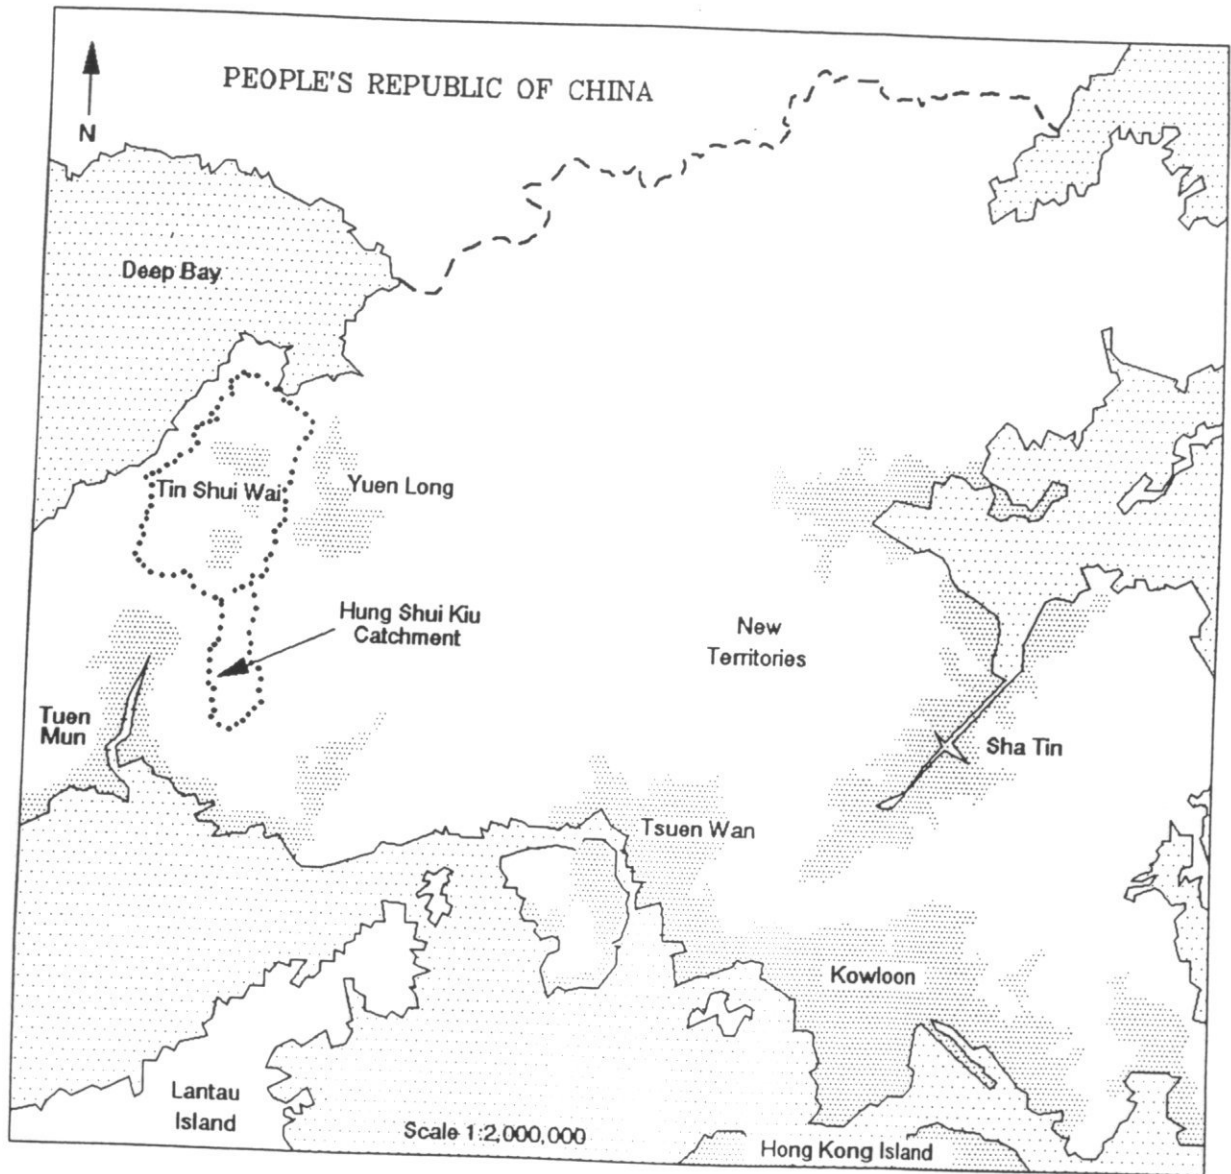 PEOPLE'S REPUBLIC OF CHINA
N
Deep Bay
Tin Shui Wai
Yuen Long
Hung Shui Kiu
Catchment
New
Territories
Tuen
Mun
Sha Tin
Tsuen Wan
Kowloon
Lantau
Island
Scale 1:2,000,000
Hong Kong Island